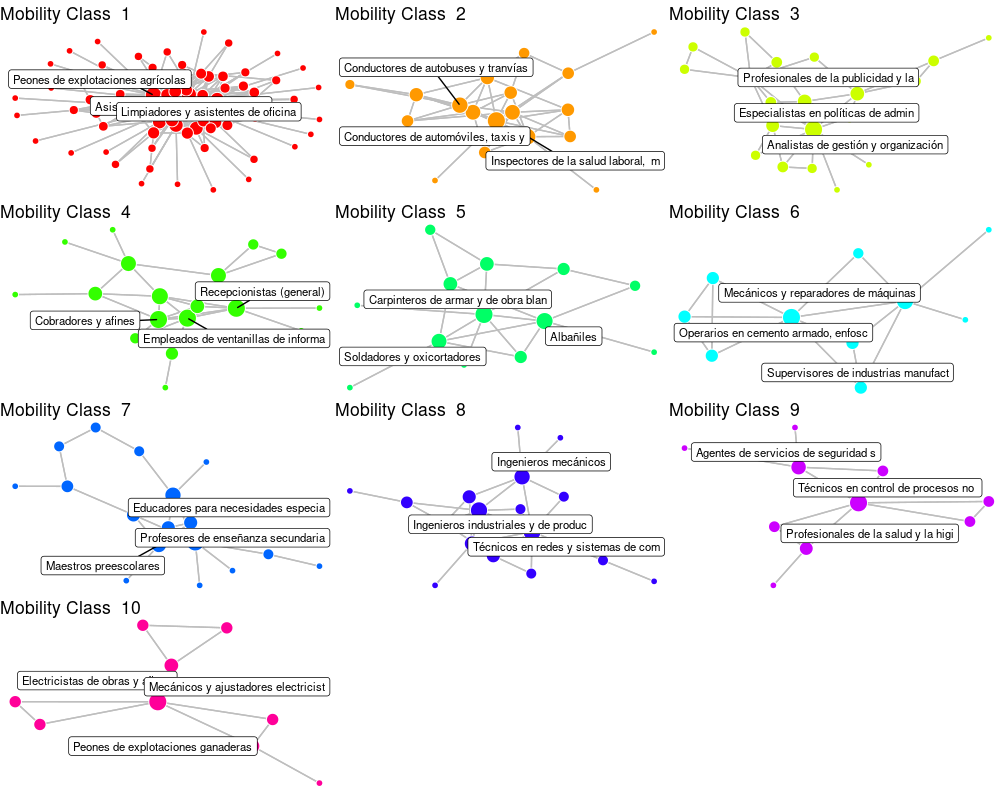 Mobility Class  1
Mobility Class  2
Mobility Class  3
Peones de explotaciones agrícolas
Limpiadores y asistentes de oficina
Conductores de autobuses y tranvías
Conductores de automóviles, taxis y
Inspectores de la salud laboral,  m
Profesionales de la publicidad y la
Especialistas en políticas de admin
Analistas de gestión y organización
Mobility Class  4
Mobility Class  5
Mobility Class  6
Recepcionistas (general)
Cobradores y afines
Empleados de ventanillas de informa
Carpinteros de armar y de obra blan
Albañiles
Soldadores y oxicortadores
Mecánicos y reparadores de máquinas
Operarios en cemento armado, enfosc
Supervisores de industrias manufact
Mobility Class  7
Mobility Class  8
Mobility Class  9
Educadores para necesidades especia
Profesores de enseñanza secundaria
Maestros preescolares
Ingenieros mecánicos
Ingenieros industriales y de produc
Técnicos en redes y sistemas de com
Agentes de servicios de seguridad s
Técnicos en control de procesos no
Profesionales de la salud y la higi
Mobility Class  10
Electricistas de obras y
Mecánicos y ajustadores electricist
Peones de explotaciones ganaderas